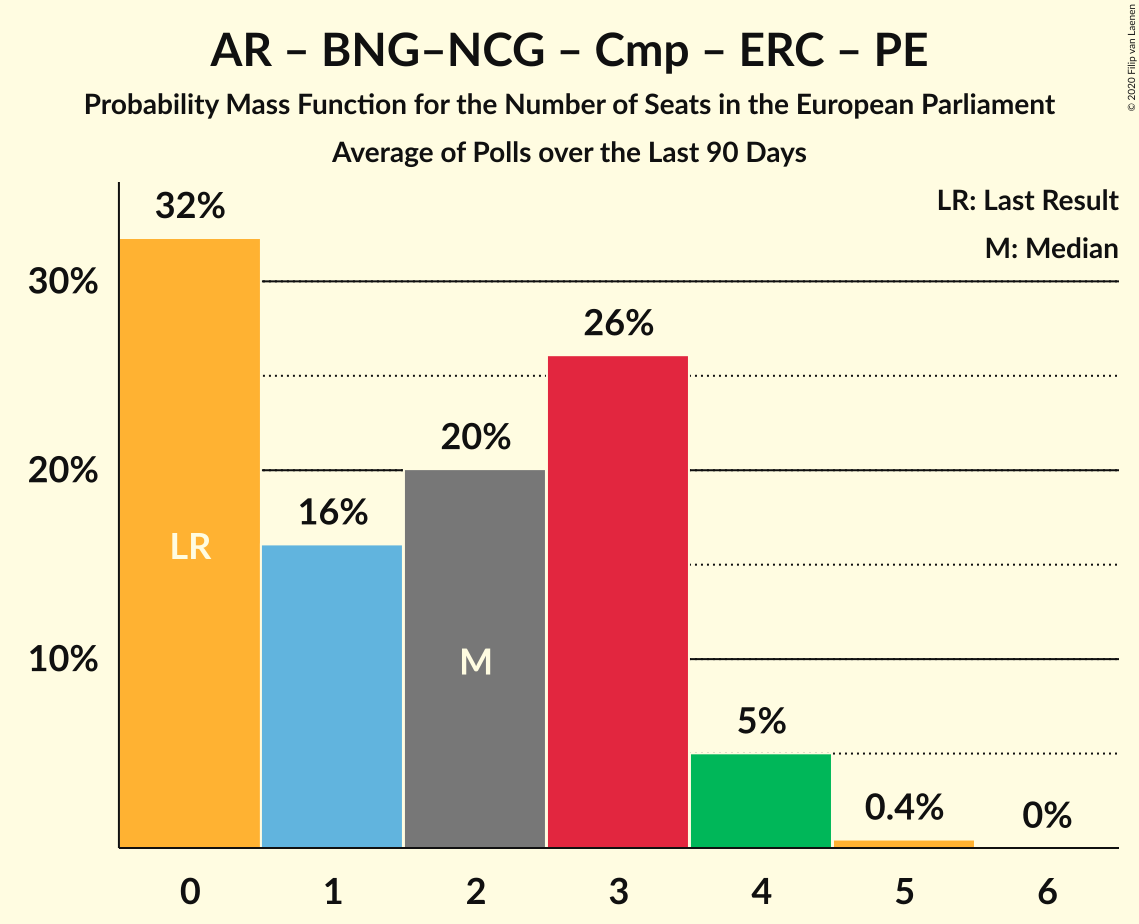 AR – BNG–NCG – Cmp – ERC – PE
Probability Mass Function for the Number of Seats in the European Parliament
Average of Polls over the Last 90 Days
© 2020 Filip van Laenen
LR: Last Result
M: Median
32%
30%
26%
20%
20%
16%
LR
M
10%
5%
0.4%
0%
0 1 2 3 4 5 6